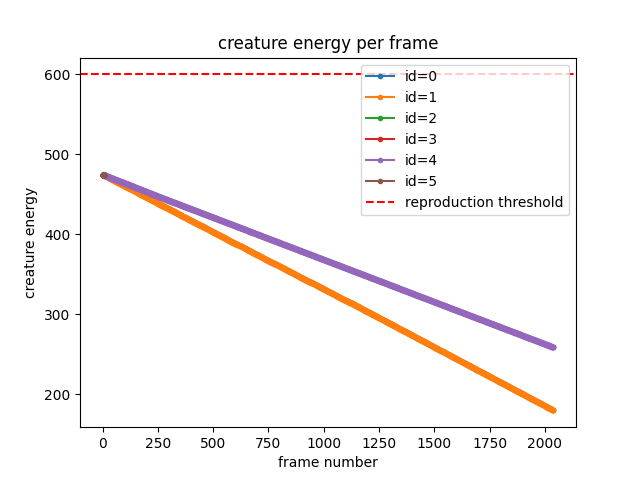 creature energy per frame
600
500
400
300
200
creature energy
id=0
id=1
id=2
id=3
id=4
id=5
reproduction threshold
0
250
500
750
1000
1250
1500
1750
2000
frame number